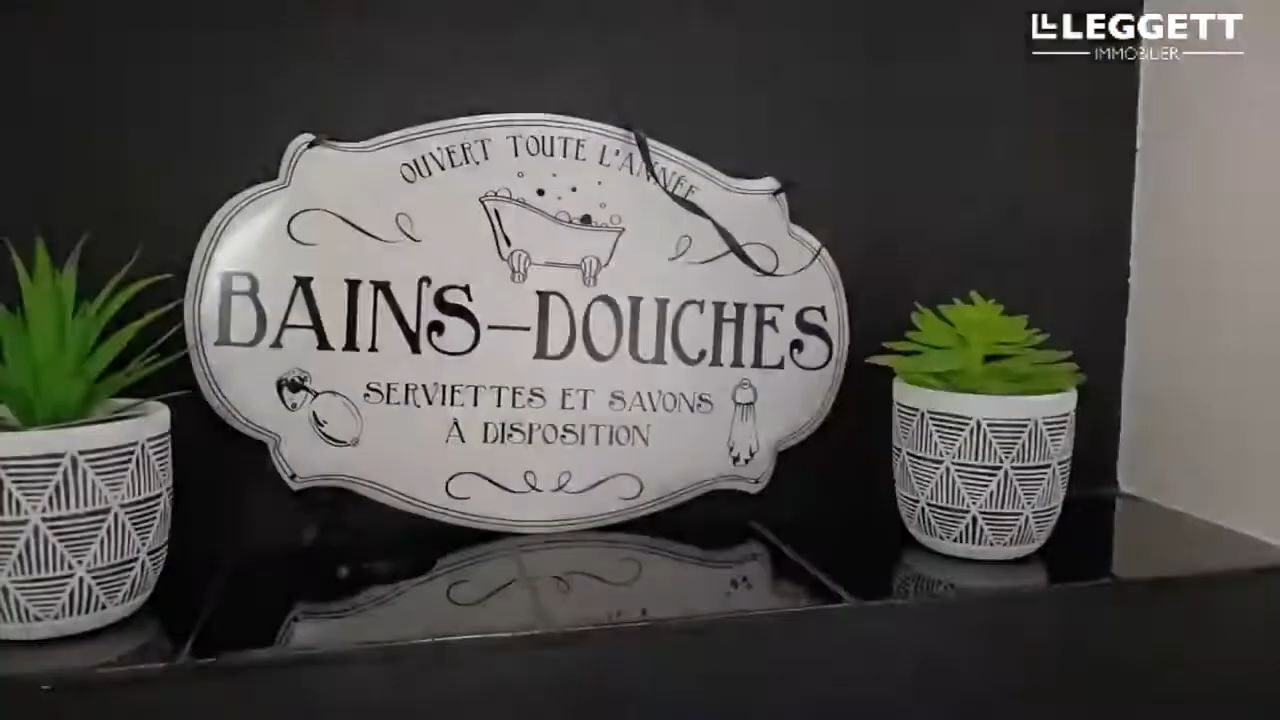 LEGGETT
IMMOBILIER
OUVERT TOUTE L'ANNÉE
BAINS-DOUCHES
SERVIETTES ET SAVONS
À DISPOSITION